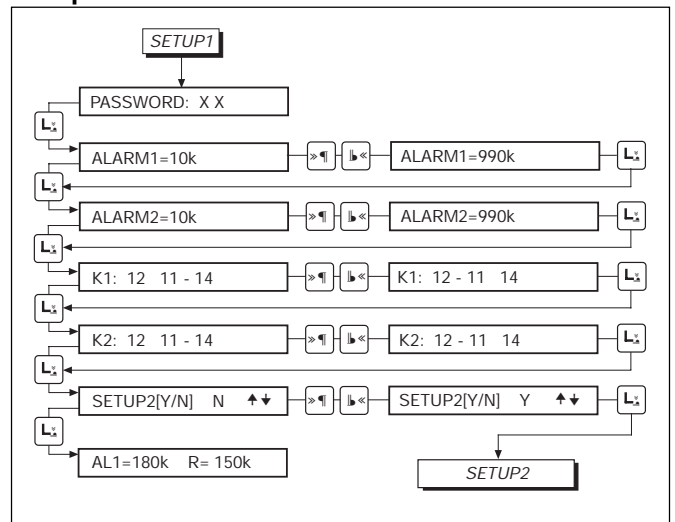 SETUP1
PASSWORD: X X
ALARM1=10k ALARM1=990k
ALARM2=10k ALARM2=990k
K1: 12 11 - 14 K1: 12 - 11 14
K2: 12 11 - 14 K2: 12 - 11 14
SETUP2[Y/N] N SETUP2[Y/N] Y
AL1=180k R= 150k
SETUP2